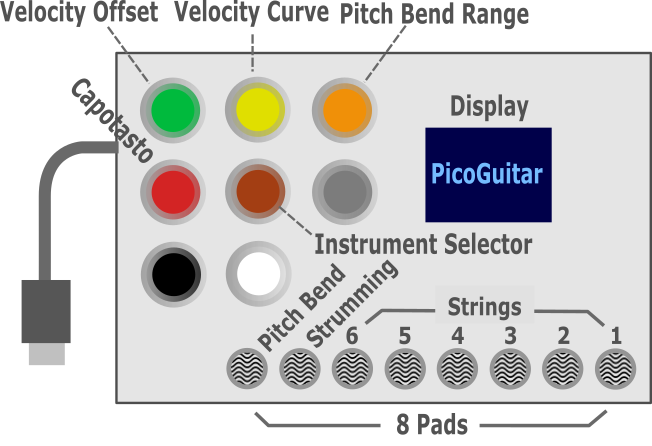 Velocity Offset
Velocity Curve
Pitch Bend Range
Capotasto
Display
PicoGuitar
Instrument Selector
Pitch Bend
Strumming
Strings
6 5 4 3 2 1
8 Pads